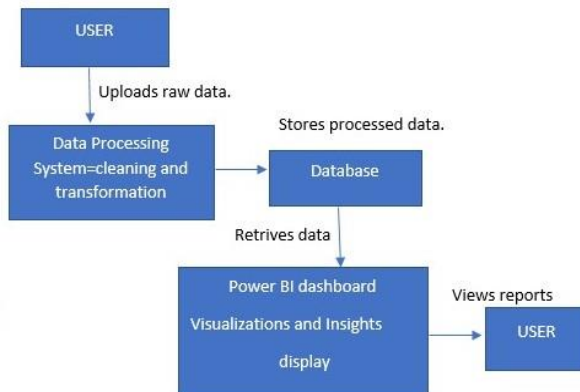 USER
Uploads raw data.
Data Processing
System=cleaning and
transformation
Stores processed data.
Database
Retrives data
Power BI dashboard
Visualizations and Insights
display
Views reports
USER